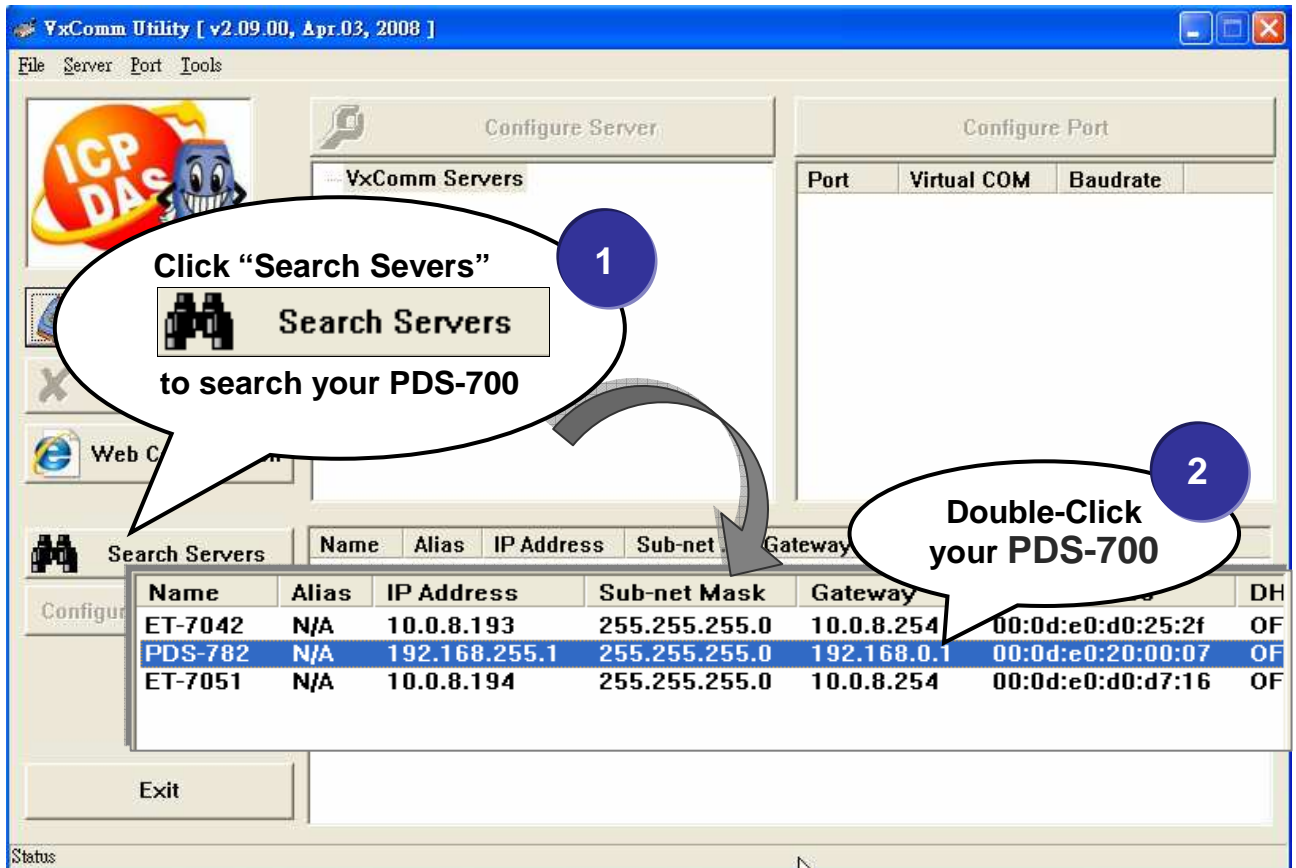 VxComm Utility [ v2.09.00, Apr.03, 2008 ]
File Server Port Tools
ICP
DAS
Configure Server
Configure Port
VxComm Servers
Port Virtual COM Baudrate
Click “Search Severs”
Search Servers
to search your PDS-700
1
Web C
2
Double-Click
your PDS-700
Search Servers
Name Alias IP Address Sub-net Gateway
Name Alias IP Address Sub-net Mask Gateway DH
ET-7042 N/A 10.0.8.193 255.255.255.0 10.0.8.254 00:0d:e0:d0:25:2f OF
PDS-782 N/A 192.168.255.1 255.255.255.0 192.168.0.1 00:0d:e0:20:00:07 OF
ET-7051 N/A 10.0.8.194 255.255.255.0 10.0.8.254 00:0d:e0:d0:d7:16 OF
Configur
Exit
Status